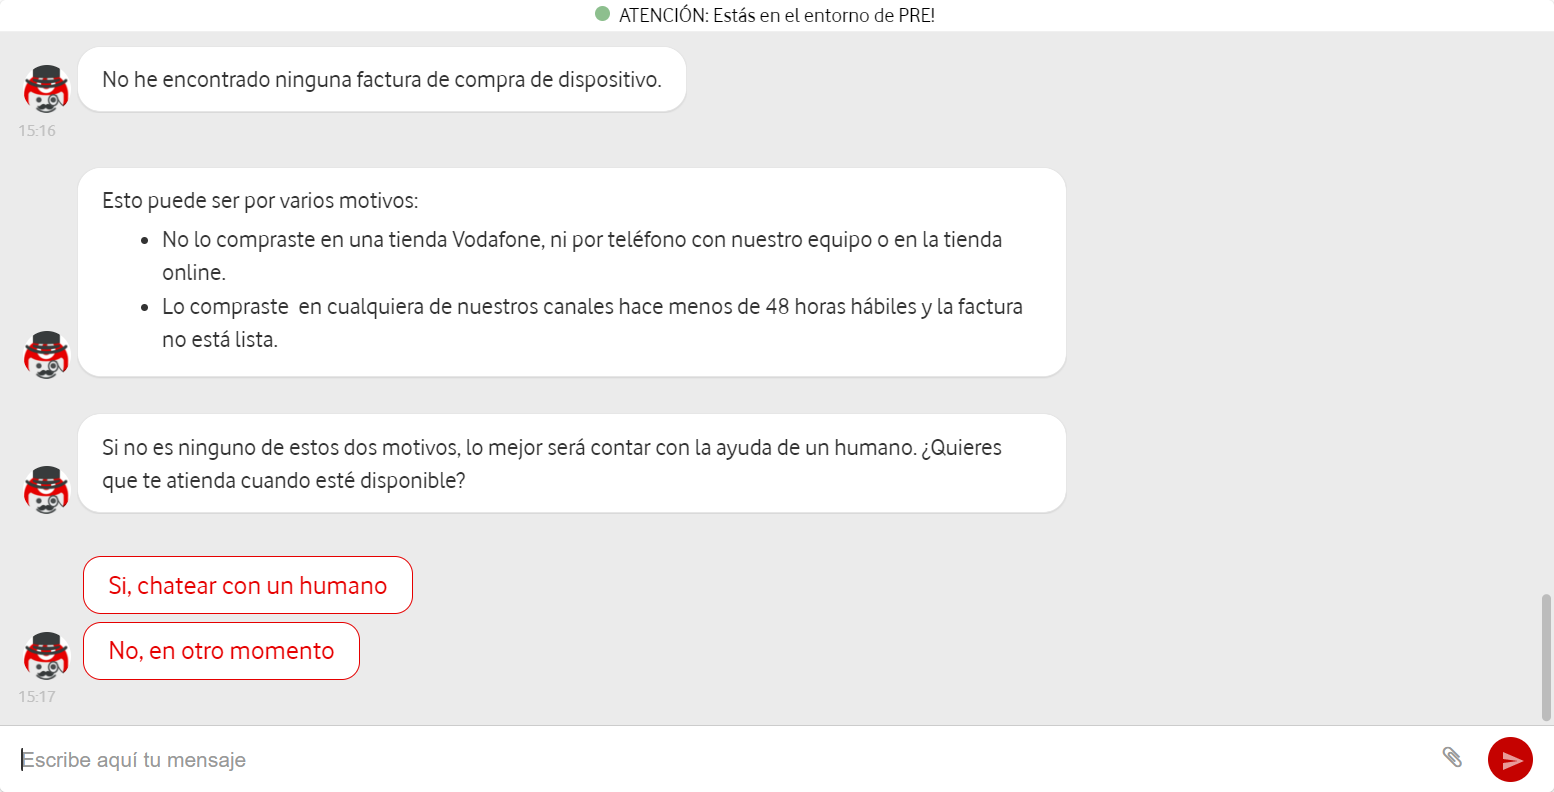 ATENCIÓN: Estás en el entorno de PRE!
No he encontrado ninguna factura de compra de dispositivo.
15:16
Esto puede ser por varios motivos:
• No lo compraste en una tienda Vodafone, ni por teléfono con nuestro equipo o en la tienda
online.
• Lo compraste  en cualquiera de nuestros canales hace menos de 48 horas hábiles y la factura
no está lista.
Si no es ninguno de estos dos motivos, lo mejor será contar con la ayuda de un humano. ¿Quieres
que te atienda cuando esté disponible?
Si, chatear con un humano
No, en otro momento
15:17
Escribe aquí tu mensaje